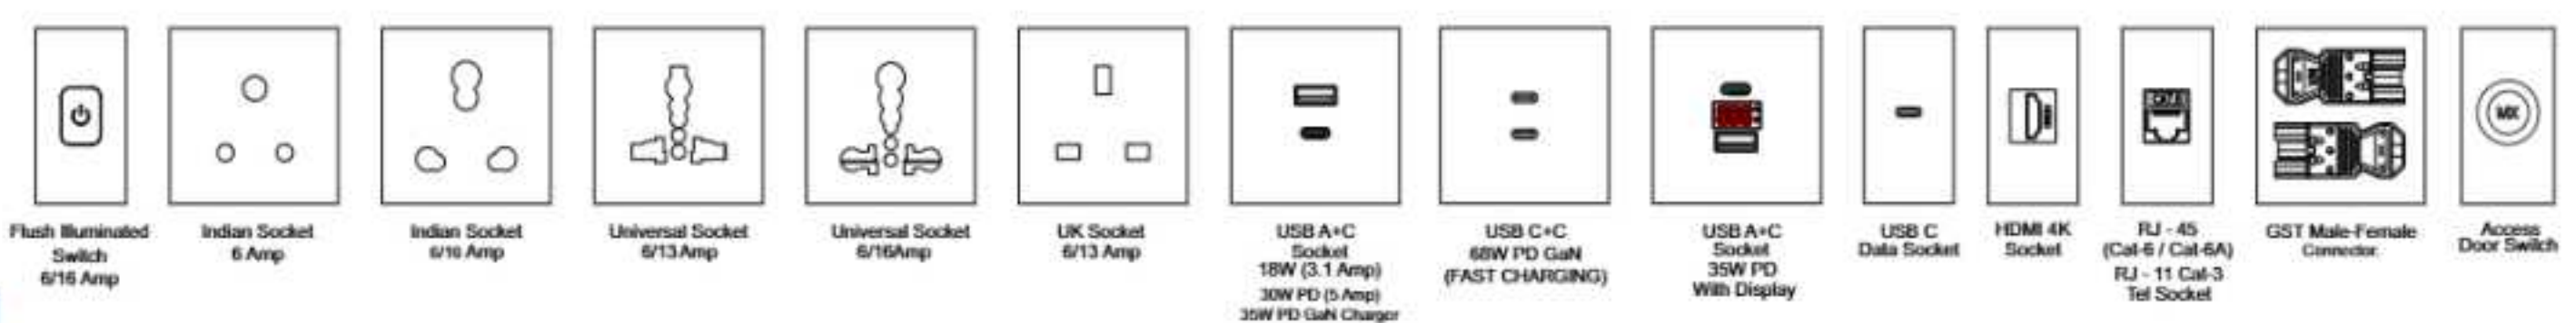 Flush Illuminated
Switch
6/16 Amp
Indian Socket
6 Amp
Indian Socket
6/16 Amp
Universal Socket
6/13 Amp
Universal Socket
6/16Amp
UK Socket
6/13 Amp
USB A+C
Socket
18W (3.1 Amp)
30W PD (5 Amp)
35W PD GaN Charger
USB C+C
68W PD GaN
(FAST CHARGING)
USB A+C
Socket
35W PD
With Display
USB C
Data Socket
HDMI 4K
Socket
RJ - 45
(Cat-6 / Cat-6A)
RJ - 11 Cat-3
Tel Socket
GST Male-Female
Connector
MX
Access
Door Switch